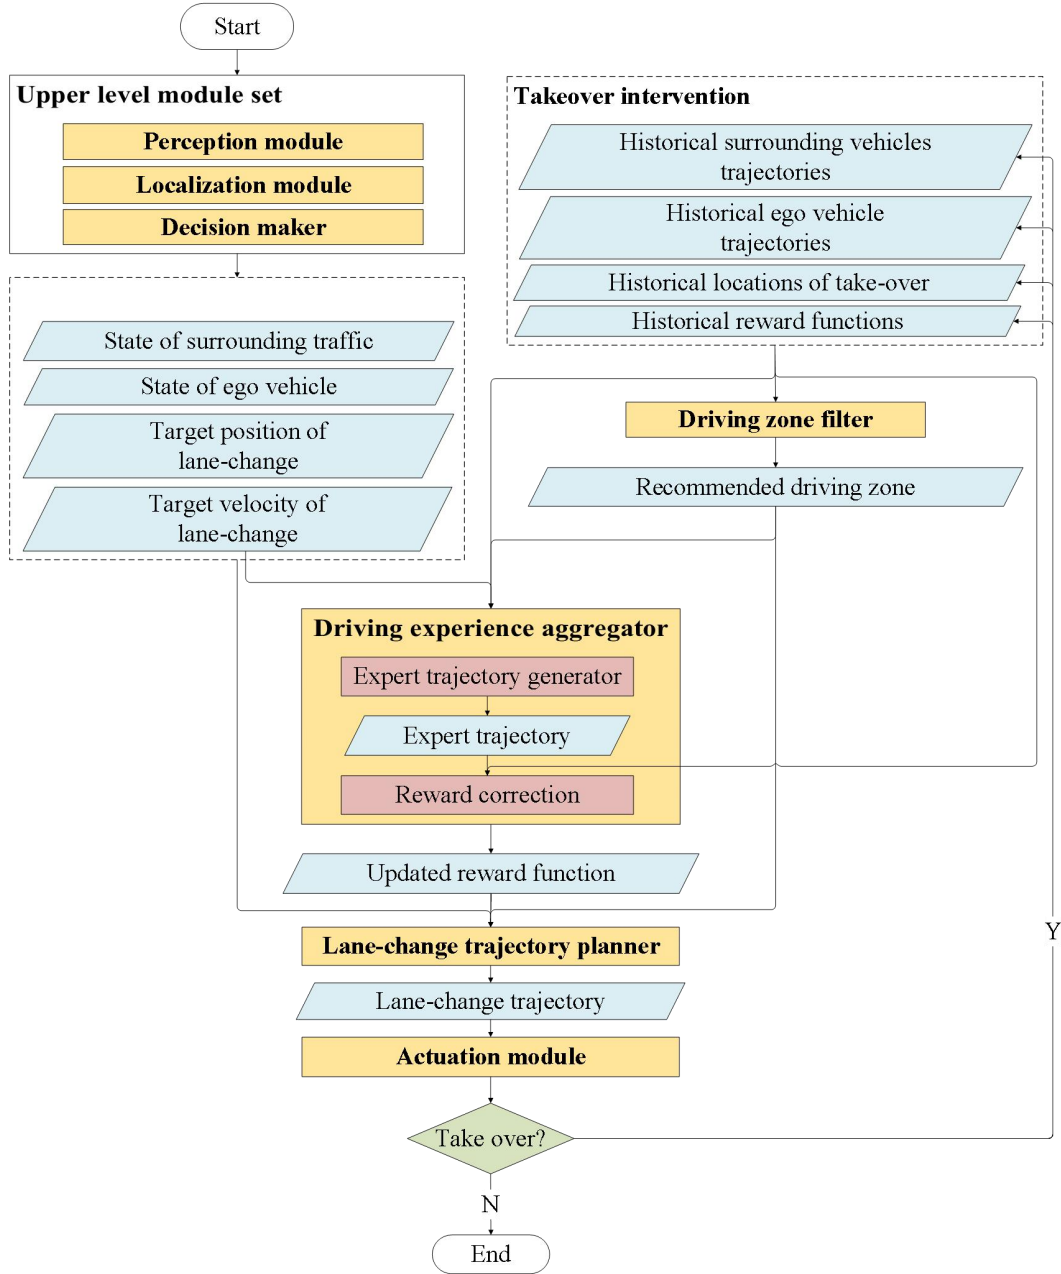 Start
Upper level module set
Perception module
Localization module
Decision maker
Takeover intervention
Historical surrounding vehicles
trajectories
Historical ego vehicle
trajectories
Historical locations of take-over
Historical reward functions
State of surrounding traffic
State of ego vehicle
Target position of
lane-change
Target velocity of
lane-change
Driving zone filter
Recommended driving zone
Driving experience aggregator
Expert trajectory generator
Expert trajectory
Reward correction
Updated reward function
Lane-change trajectory planner
Lane-change trajectory
Actuation module
Take over?
Y
N
End